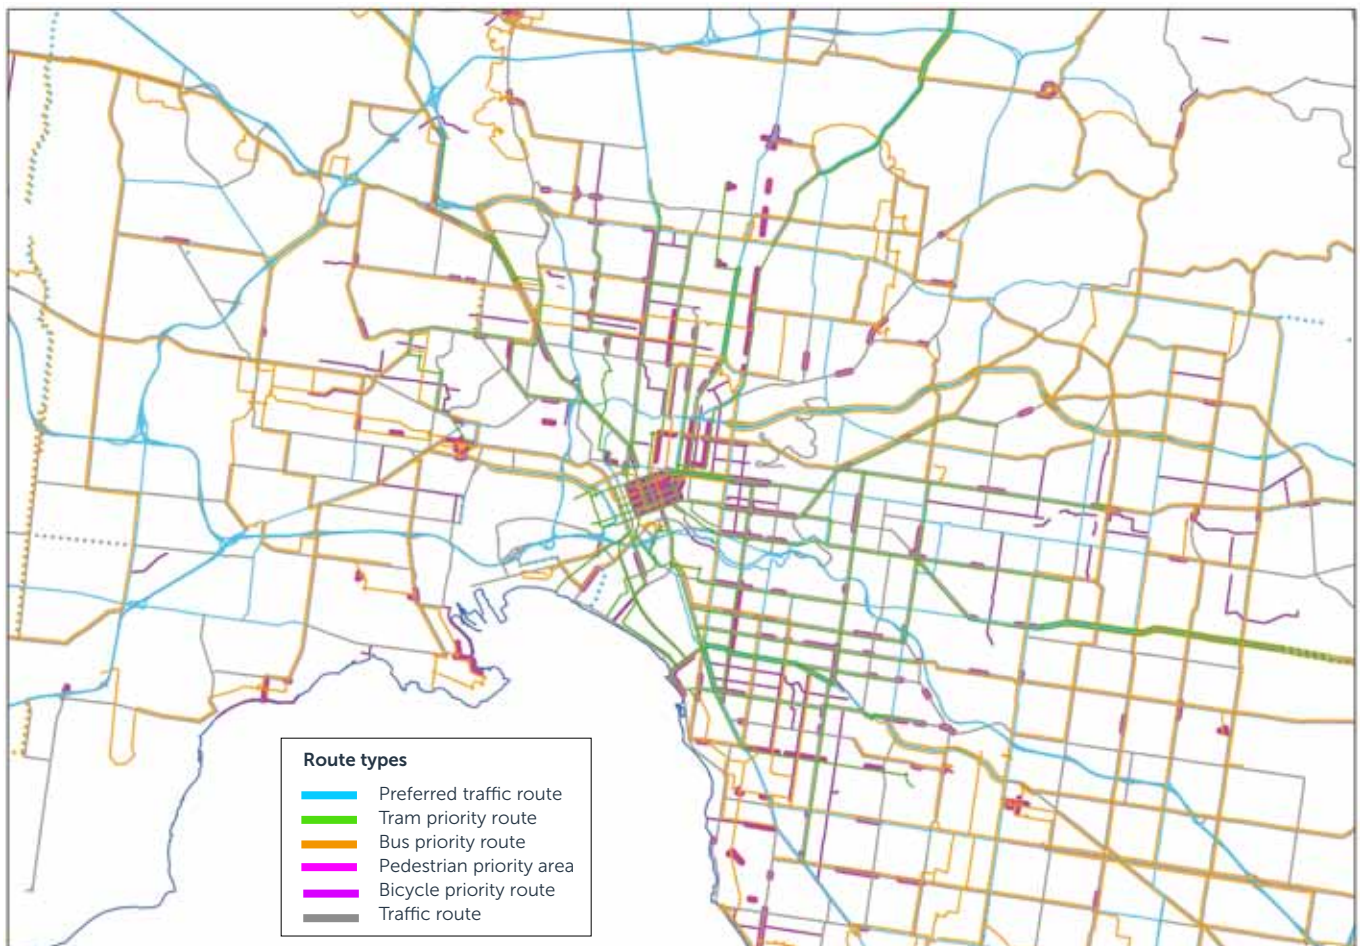 Route types
Preferred traffic route
Tram priority route
Bus priority route
Pedestrian priority area
Bicycle priority route
Traffic route